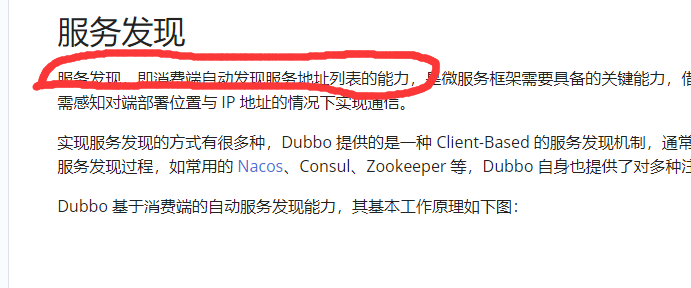 服务发现
服务发现，即消费端自动发现服务地址列表的能力，是微服务框架需要具备的关键能力，借
需感知对端部署位置与 IP 地址的情况下实现通信。
实现服务发现的方式有很多种，Dubbo 提供的是一种 Client-Based 的服务发现机制，通常
服务发现过程，如常用的 Nacos、Consul、Zookeeper 等，Dubbo 自身也提供了对多种注
Dubbo 基于消费端的自动服务发现能力，其基本工作原理如下图：